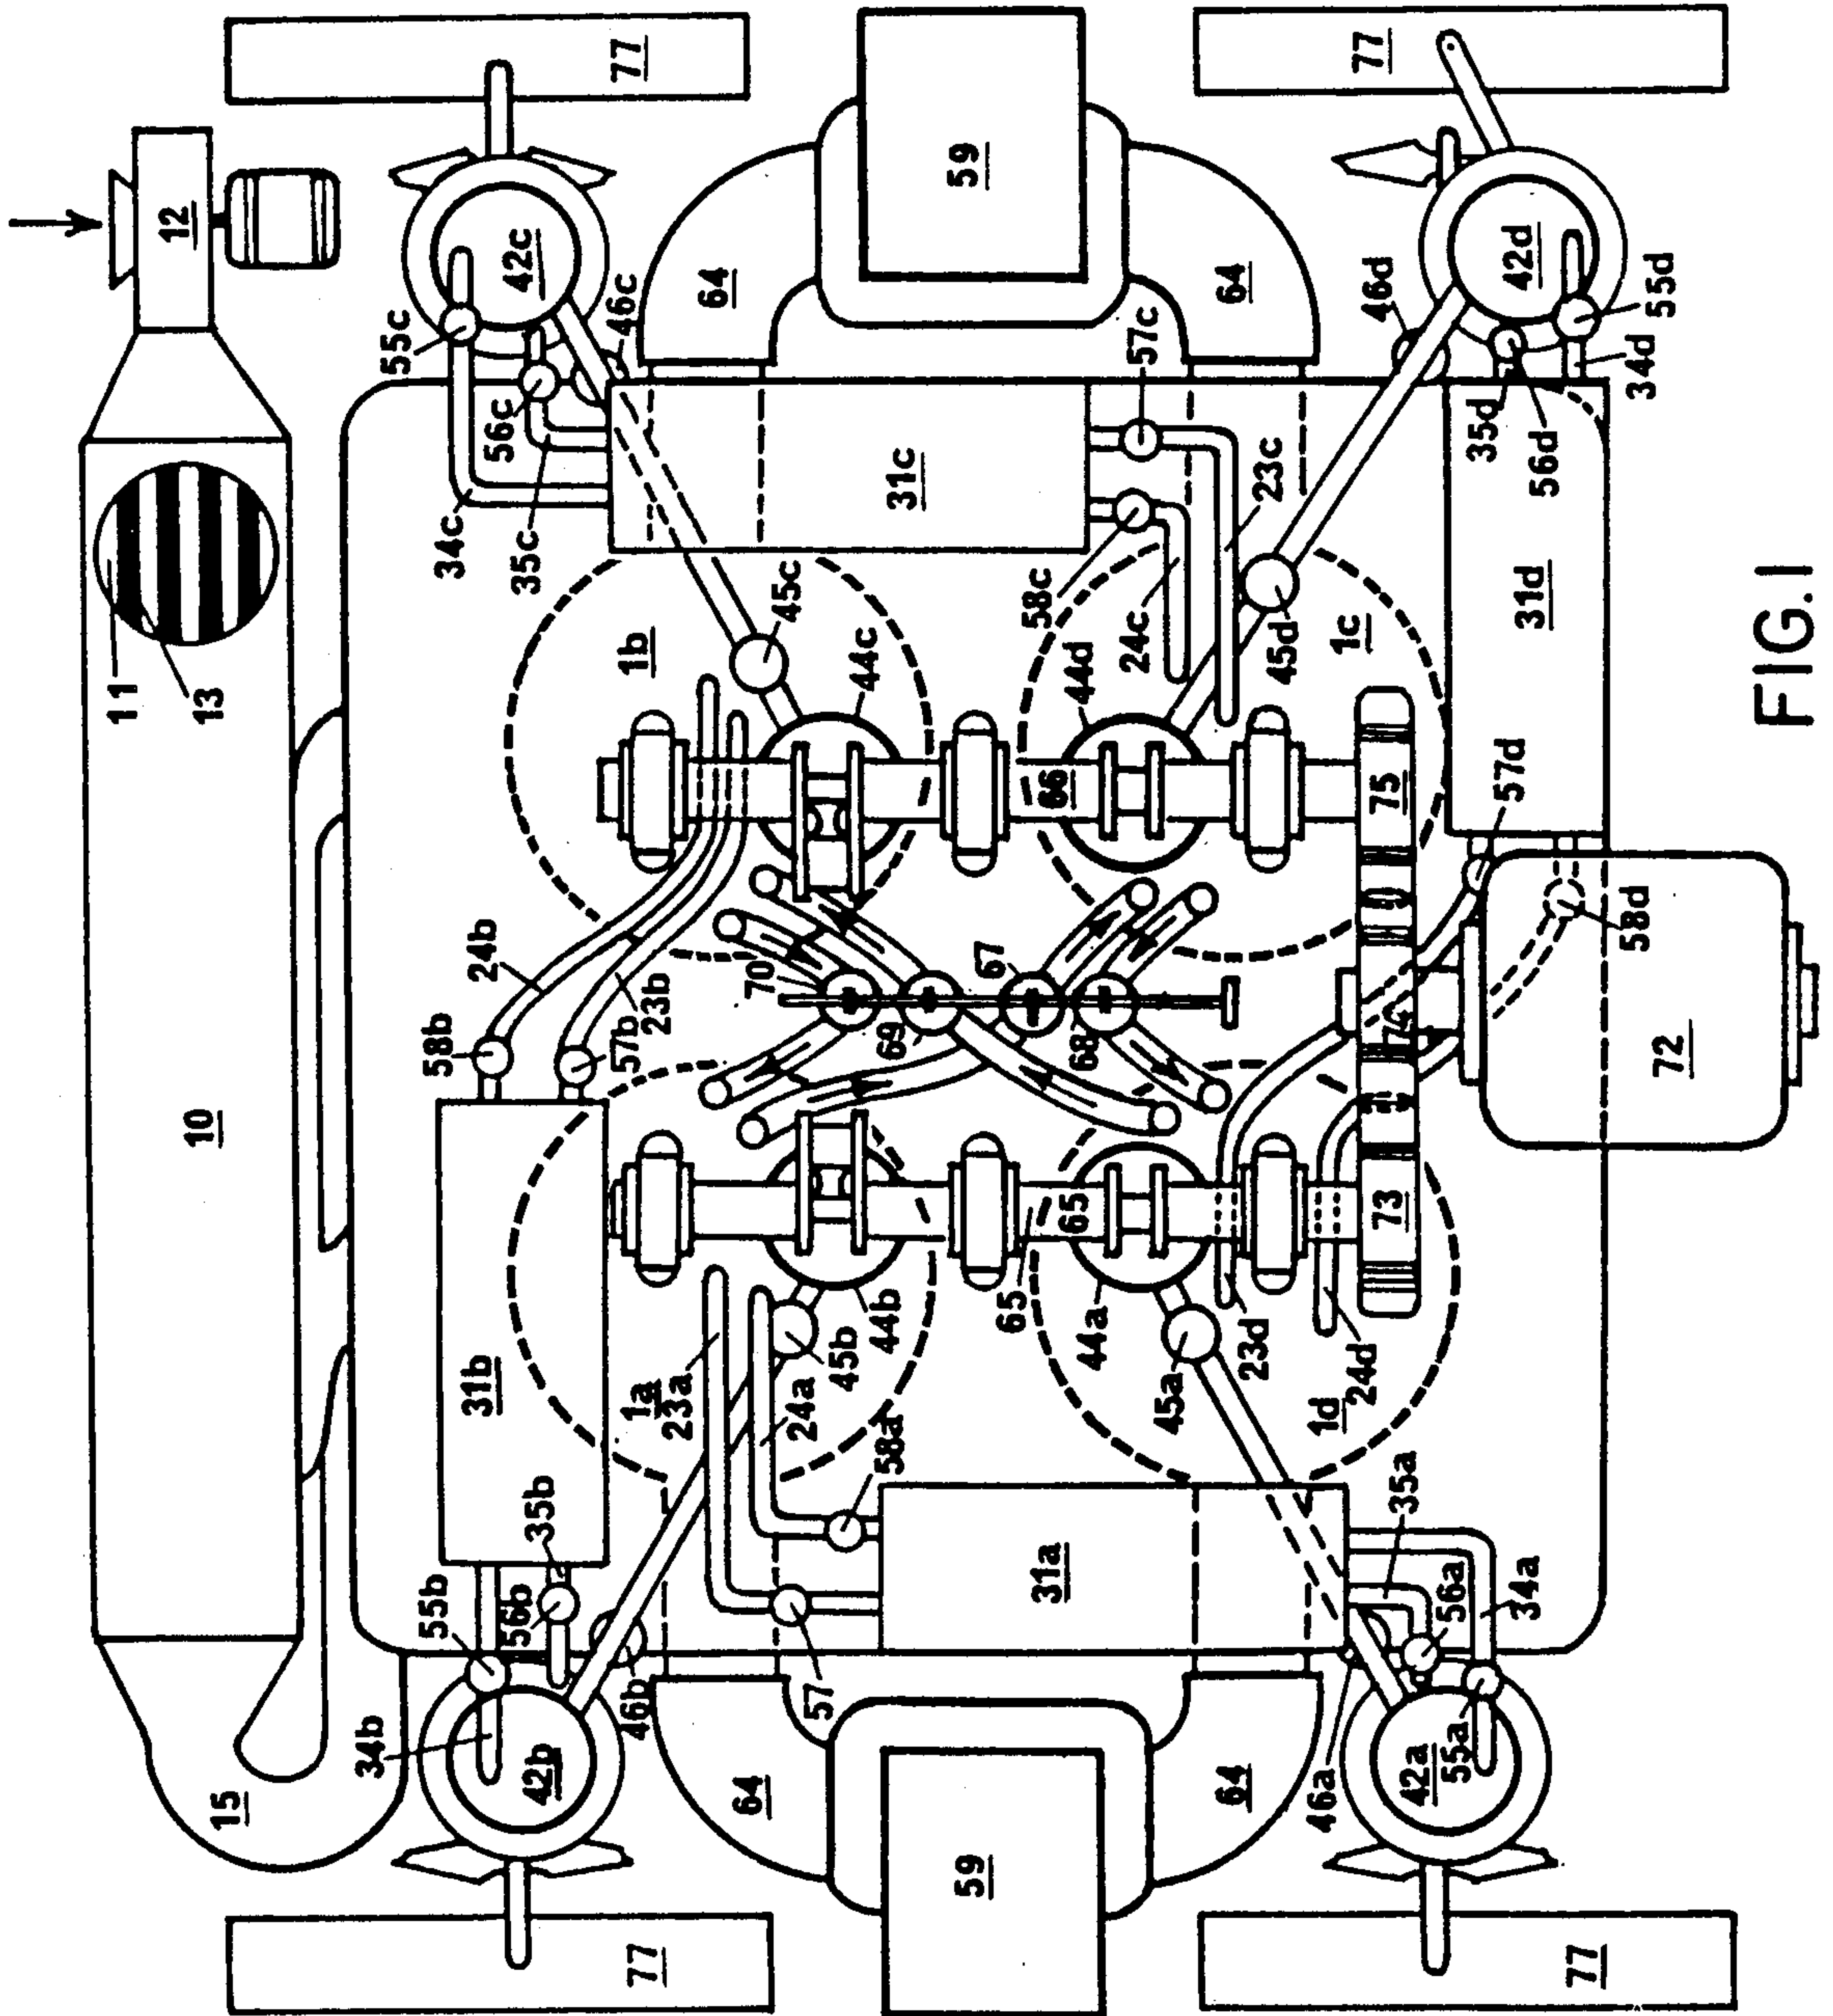 11
12
10
13
15
55c
34b
58b
55b
34c
24b
31b
56c
42c
56b
35b
35c
42b
57b
23b
77
77
46c
1a
1b
46b
23a
64
64
70
45c
24a
57
45b
58a
44c
44b
69
59
59
67
31a
65
66
58c
65
68
44d
44a
24c
57c
31c
45a
64
64
23d
23c
45d
46a
1d
1c
24d
46d
73
74
75
77
35a
42a
56a
55a
72
57d
35d
42d
34a
31d
56d
77
58d
34d
55d
FIG.1